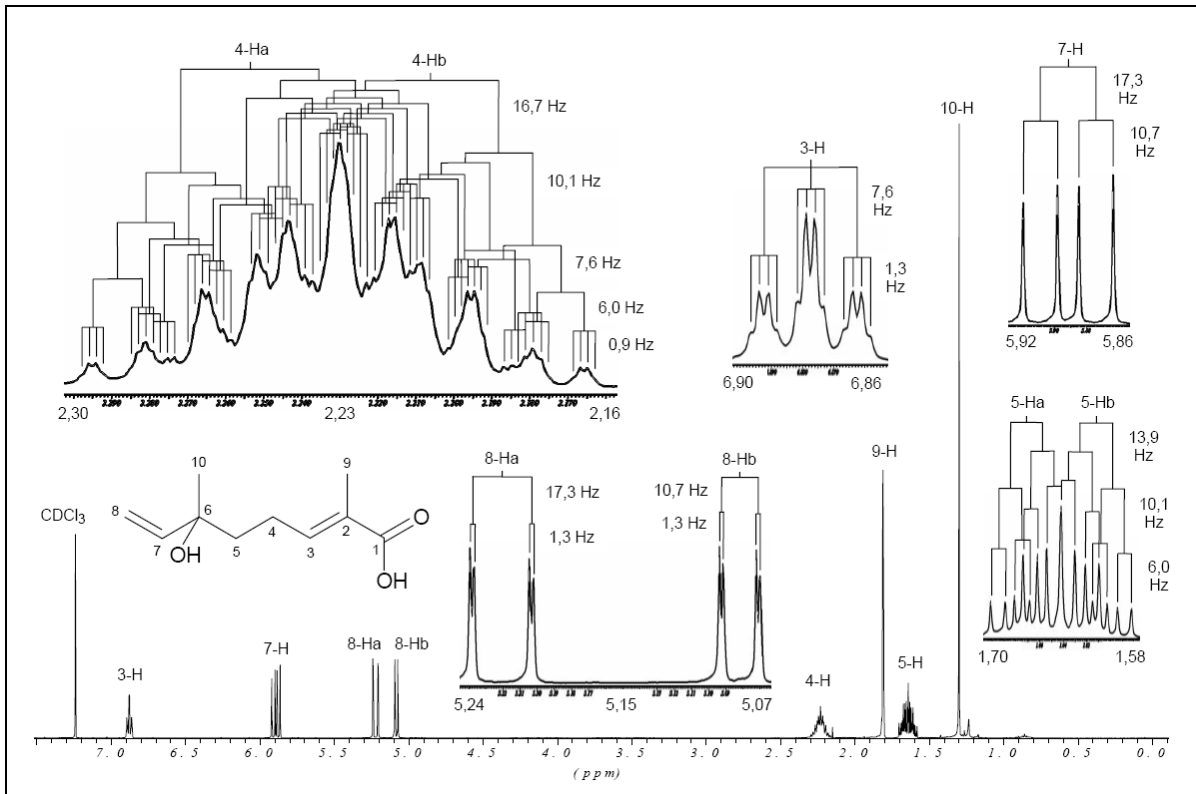 4-Ha 4-Hb
16,7 Hz
10,1 Hz
7,6 Hz
6,0 Hz
0,9 Hz
2,30 2,23 2,16
3-H
7,6
Hz
1,3
Hz
6,90 6,86
10-H
7-H
17,3
Hz
10,7
Hz
5,92 5,86
5-Ha 5-Hb
13,9
Hz
10,1
Hz
6,0
Hz
1,70 1,58
CDCl3
10 9
8 7 6 5 4 3 2 1
OH O
OH
8-Ha 8-Hb
17,3 Hz 10,7 Hz
1,3 Hz 1,3 Hz
5,24 5,15 5,07
9-H
3-H 7-H 8-Ha 8-Hb 4-H 5-H
7.0 6.5 6.0 5.5 5.0 4.5 4.0 3.5 3.0 2.5 2.0 1.5 1.0 0.5 0.0
(ppm)